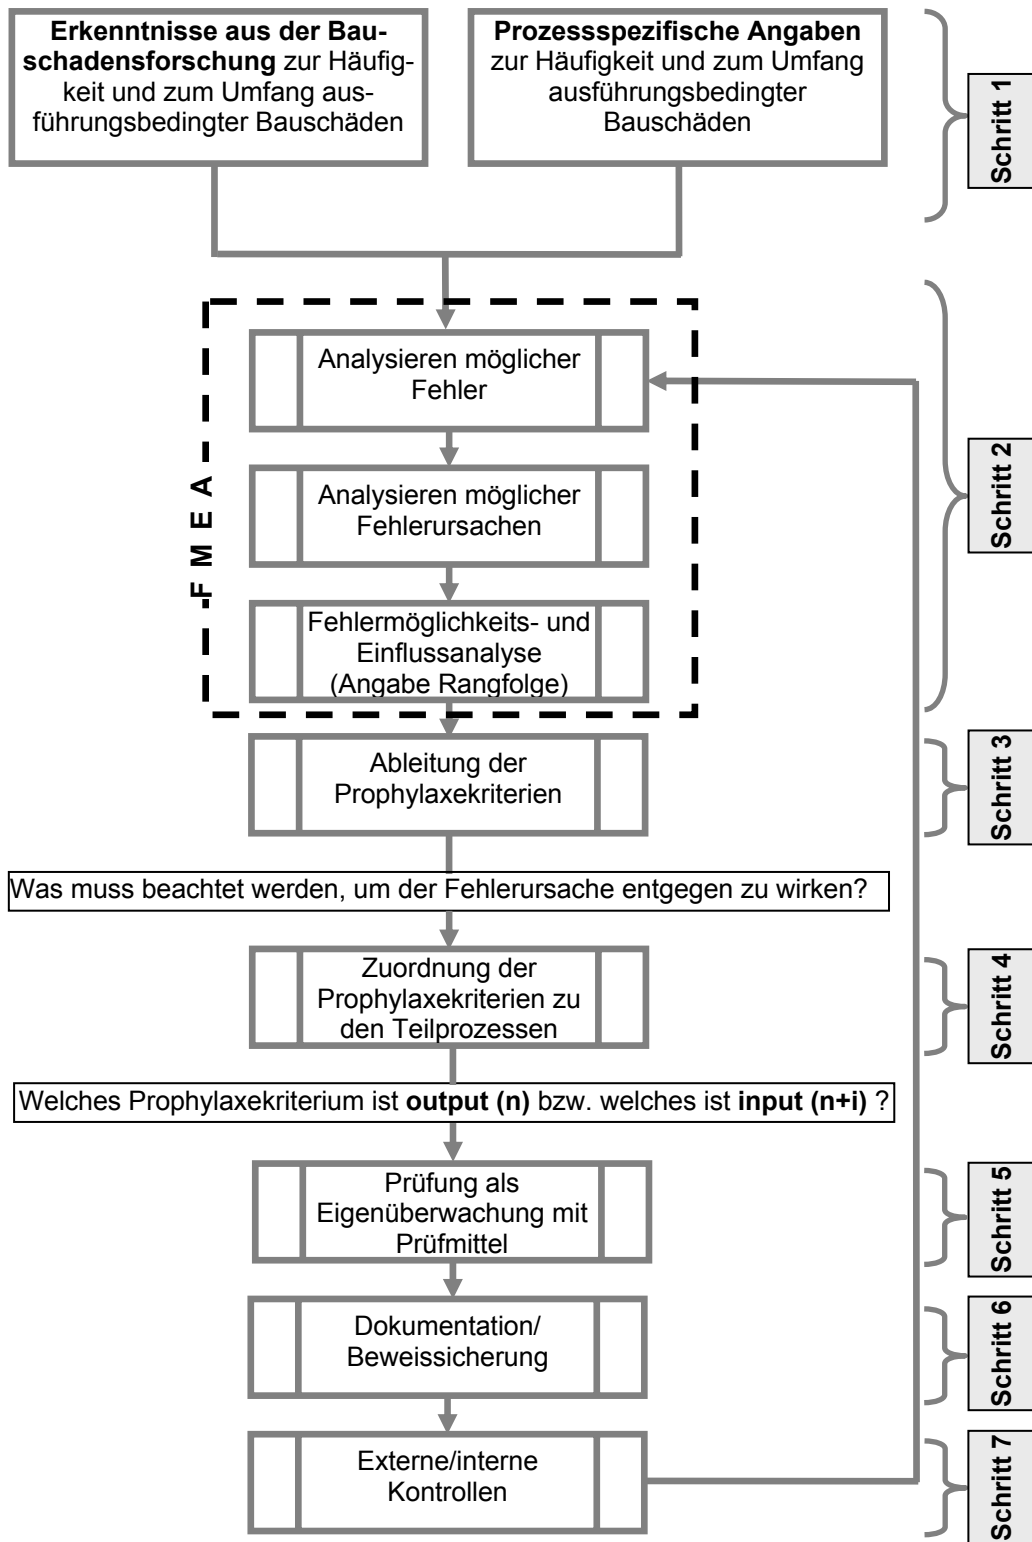 Erkenntnisse aus der Bau-
schadensforschung zur Häufig-
keit und zum Umfang aus-
führungsbedingter Bauschäden
Prozessspezifische Angaben
zur Häufigkeit und zum Umfang
ausführungsbedingter
Bauschäden
Schritt 1
FMEA
Analysieren möglicher
Fehler
Analysieren möglicher
Fehlerursachen
Fehlermöglichkeits- und
Einflussanalyse
(Angabe Rangfolge)
Schritt 2
Ableitung der
Prophylaxekriterien
Schritt 3
Was muss beachtet werden, um der Fehlerursache entgegen zu wirken?
Zuordnung der
Prophylaxekriterien zu
den Teilprozessen
Schritt 4
Welches Prophylaxekriterium ist output (n) bzw. welches ist input (n+i) ?
Prüfung als
Eigenüberwachung mit
Prüfmittel
Schritt 5
Dokumentation/
Beweissicherung
Schritt 6
Externe/interne
Kontrollen
Schritt 7